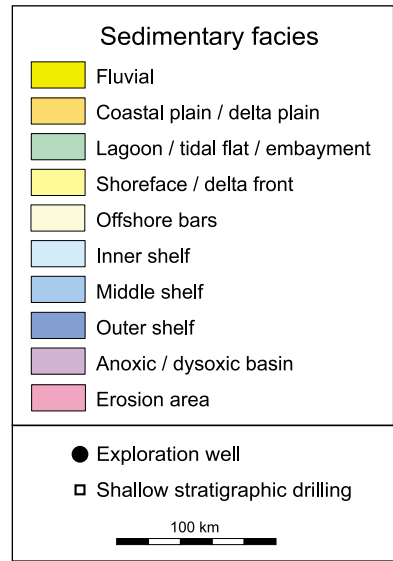 Sedimentary facies
Fluvial
Coastal plain / delta plain
Lagoon / tidal flat / embayment
Shoreface / delta front
Offshore bars
Inner shelf
Middle shelf
Outer shelf
Anoxic / dysoxic basin
Erosion area
Exploration well
Shallow stratigraphic drilling
100 km